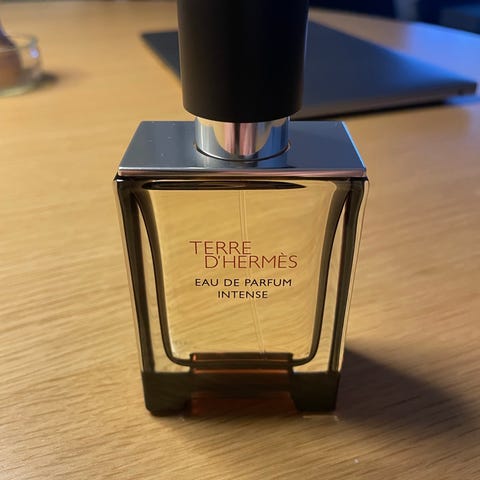 TERRE
D'HERMÈS
EAU DE PARFUM
INTENSE